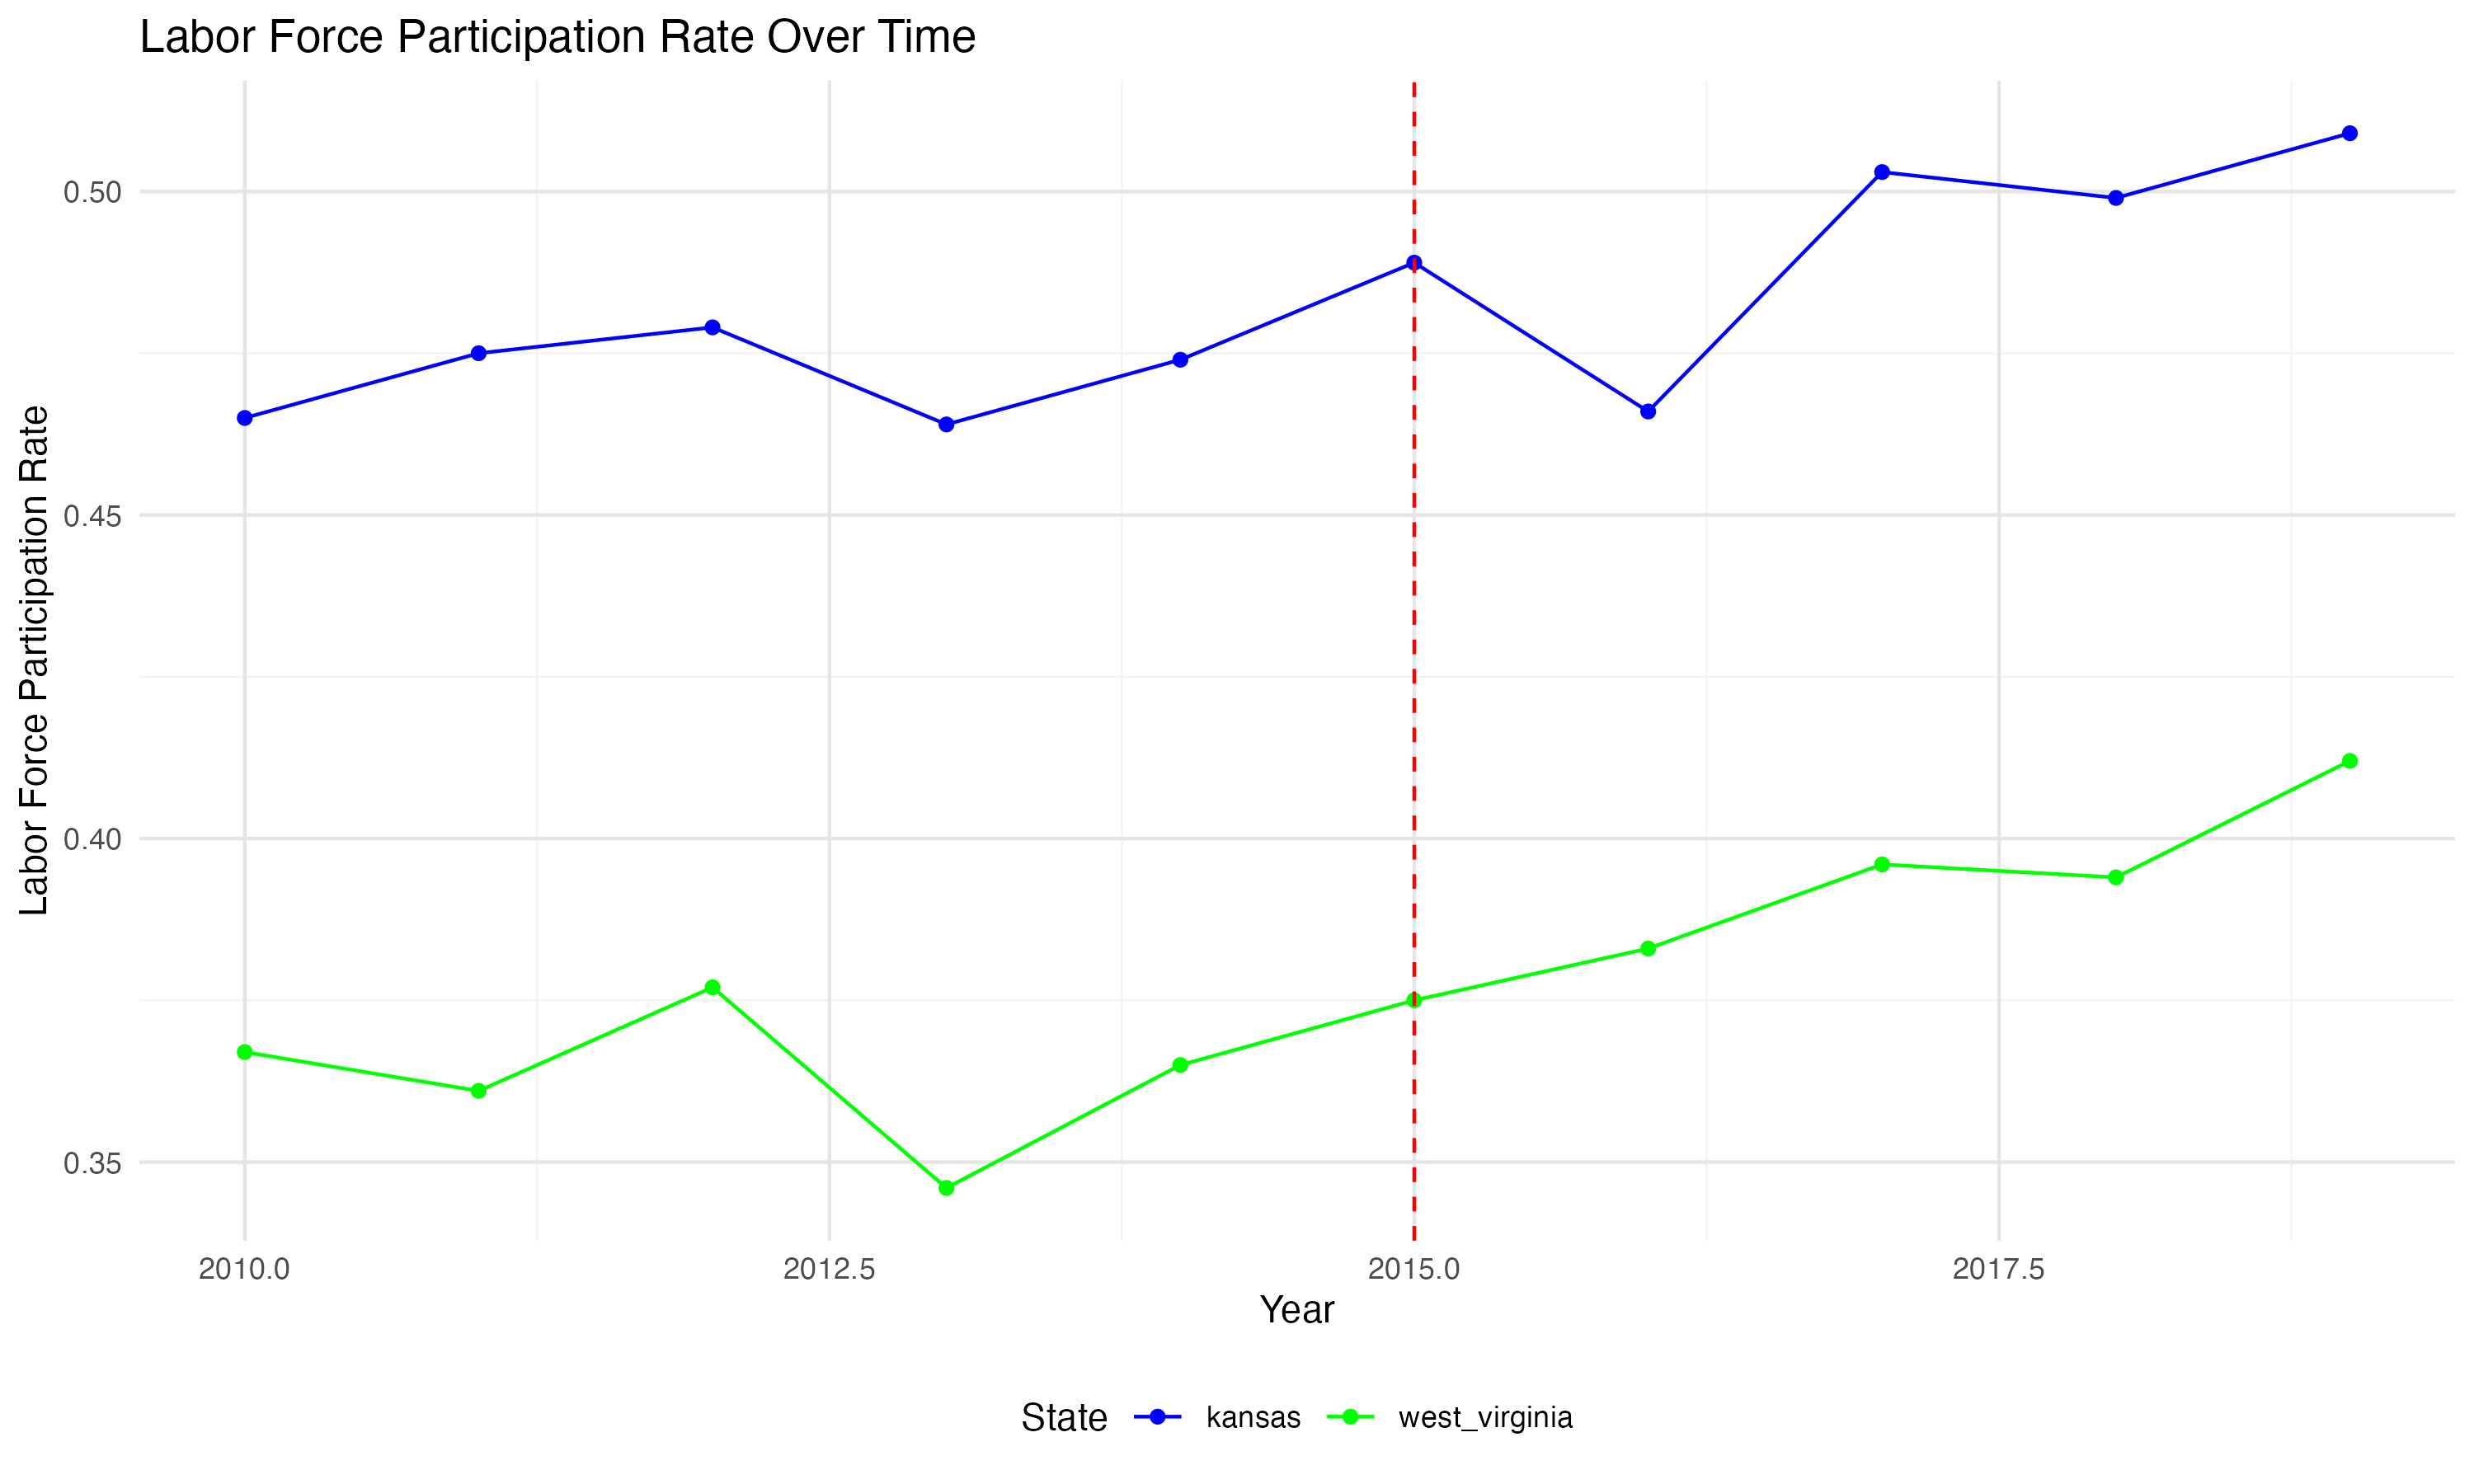 Labor Force Participation Rate Over Time
Labor Force Participation Rate
0.50
0.45
0.40
0.35
2010.0 2012.5 2015.0 2017.5
Year
State kansas west_virginia